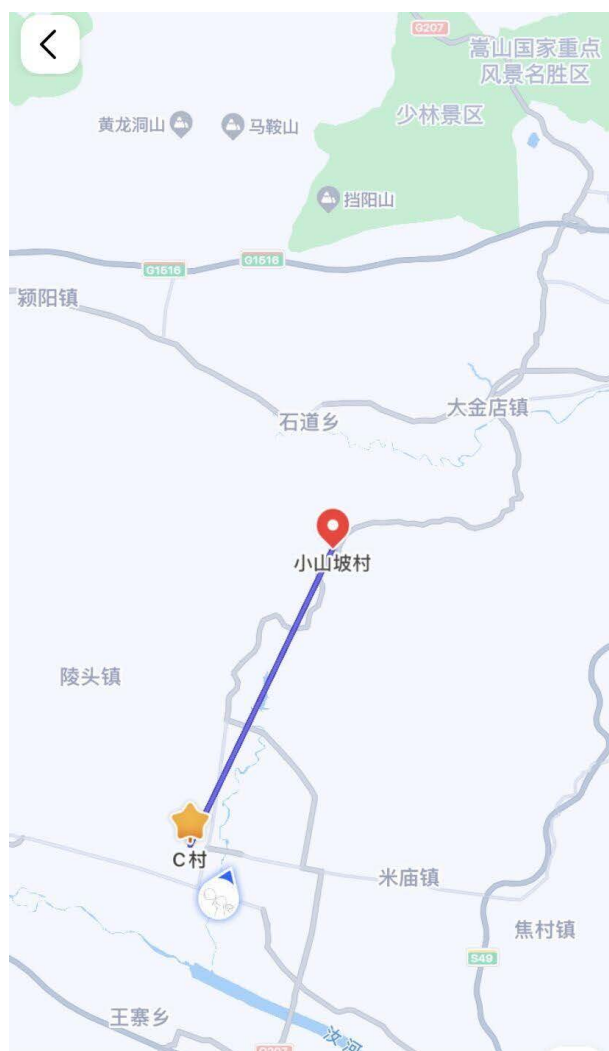 G207
嵩山国家重点
风景名胜区
黄龙洞山
马鞍山
少林景区
挡阳山
G1516
G1516
颍阳镇
大金店镇
石道乡
小山坡村
陵头镇
C村
米庙镇
焦村镇
S49
王寨乡
汝河
G207